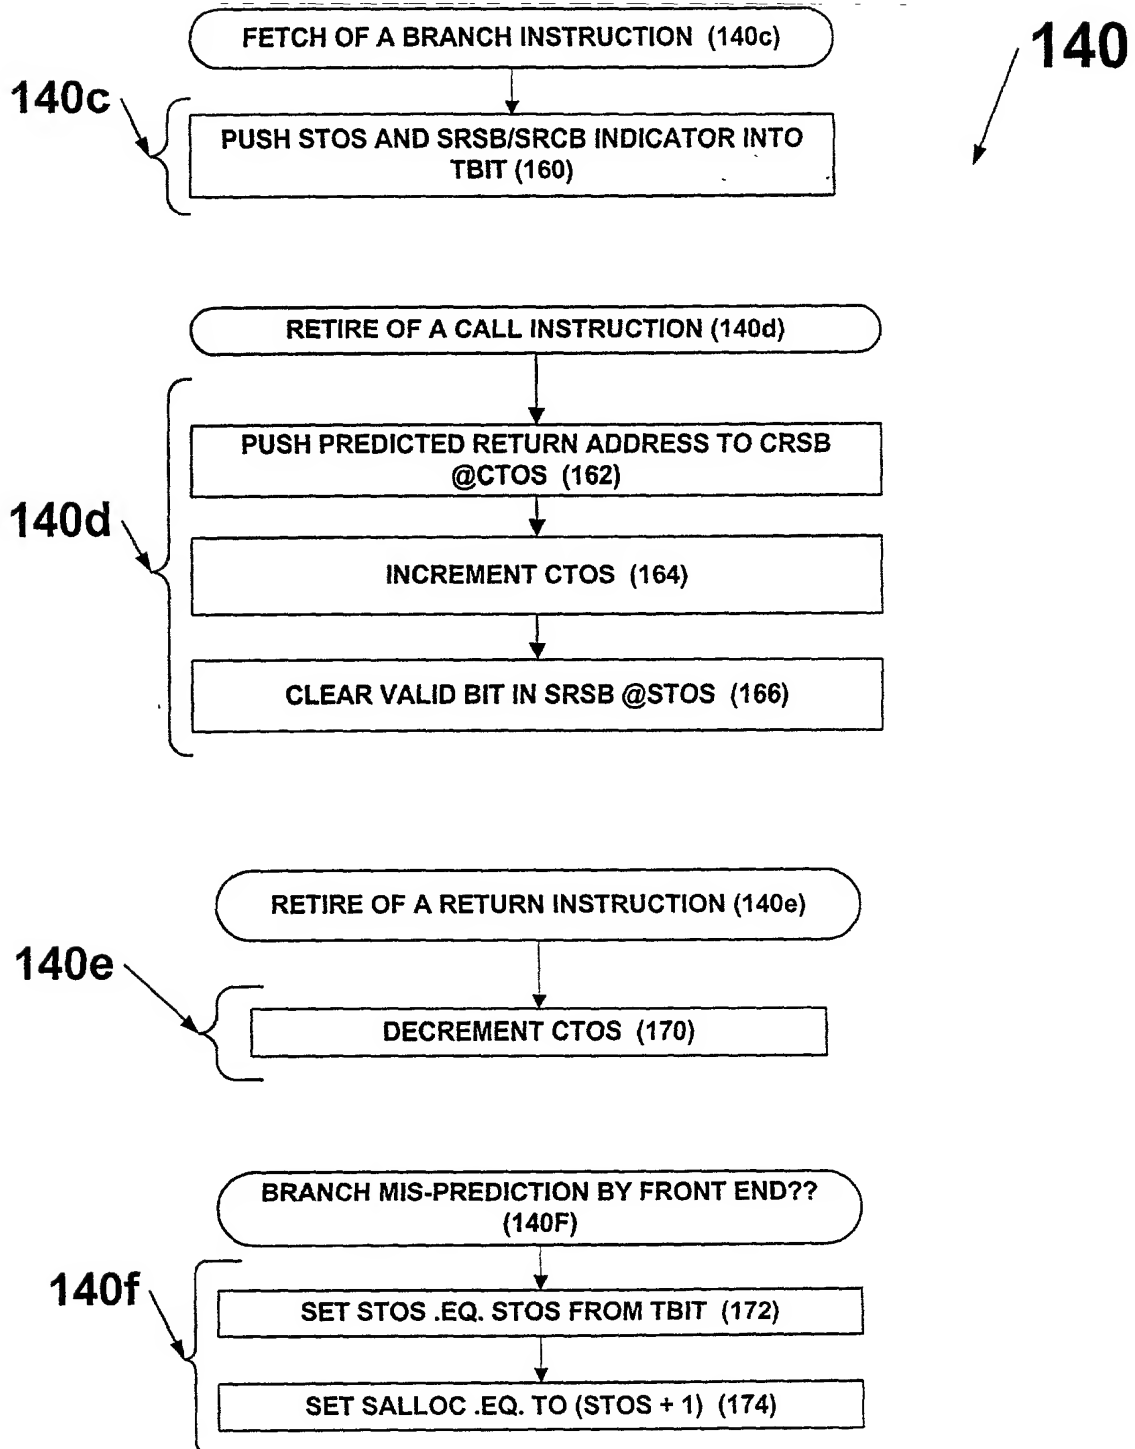 FETCH OF A BRANCH INSTRUCTION (140c)
140
140c
PUSH STOS AND SRSB/SRCB INDICATOR INTO
TBIT (160)
RETIRE OF A CALL INSTRUCTION (140d)
PUSH PREDICTED RETURN ADDRESS TO CRSB
@CTOS (162)
140d
INCREMENT CTOS (164)
CLEAR VALID BIT IN SRSB @STOS (166)
RETIRE OF A RETURN INSTRUCTION (140e)
140e
DECREMENT CTOS (170)
BRANCH MIS-PREDICTION BY FRONT END??
(140F)
140f
SET STOS .EQ. STOS FROM TBIT (172)
SET SALLOC .EQ. TO (STOS + 1) (174)